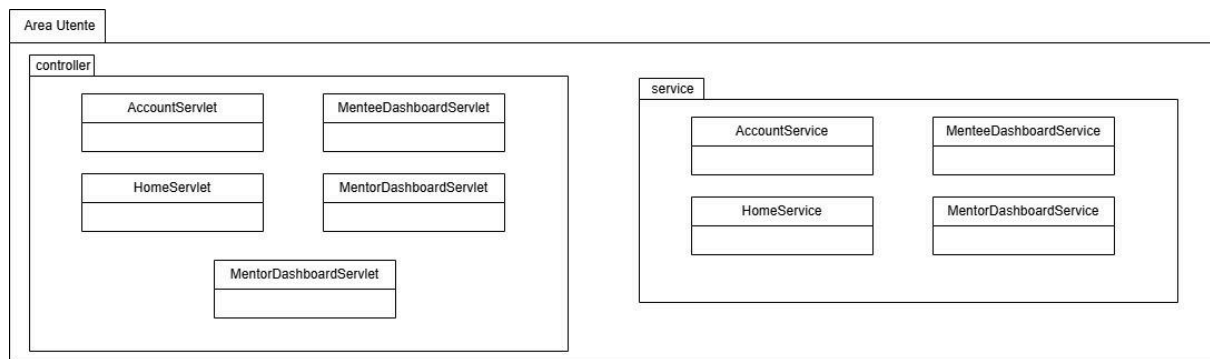 Area Utente
controller
AccountServlet
MenteeDashboardServlet
HomeServlet
MentorDashboardServlet
MentorDashboardServlet
service
AccountService
MenteeDashboardService
HomeService
MentorDashboardService